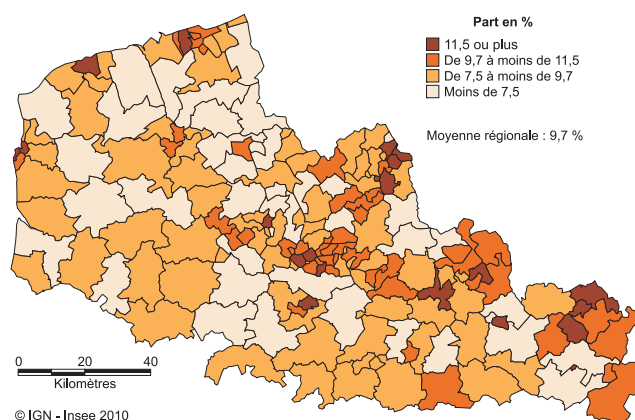 Part en %
11,5 ou plus
De 9,7 à moins de 11,5
De 7,5 à moins de 9,7
Moins de 7,5
Moyenne régionale : 9,7 %
0 20 40
Kilomètres
© IGN - Insee 2010